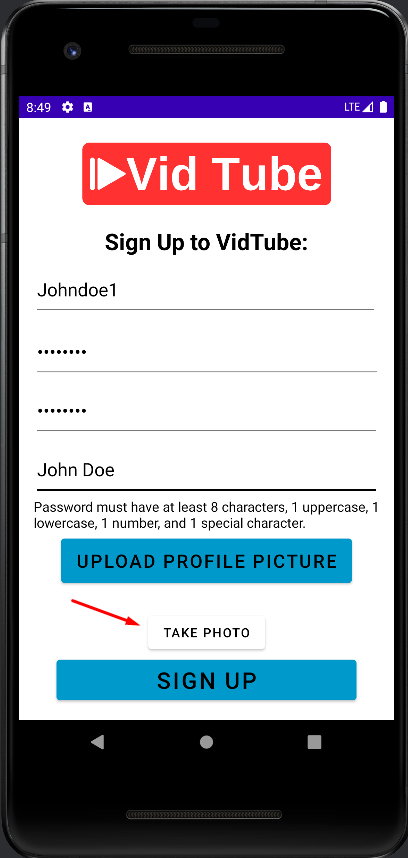 8:49 LTE
Vid Tube
Sign Up to VidTube:
Johndoe1
••••••••
••••••••
John Doe
Password must have at least 8 characters, 1 uppercase, 1
lowercase, 1 number, and 1 special character.
UPLOAD PROFILE PICTURE
TAKE PHOTO
SIGN UP